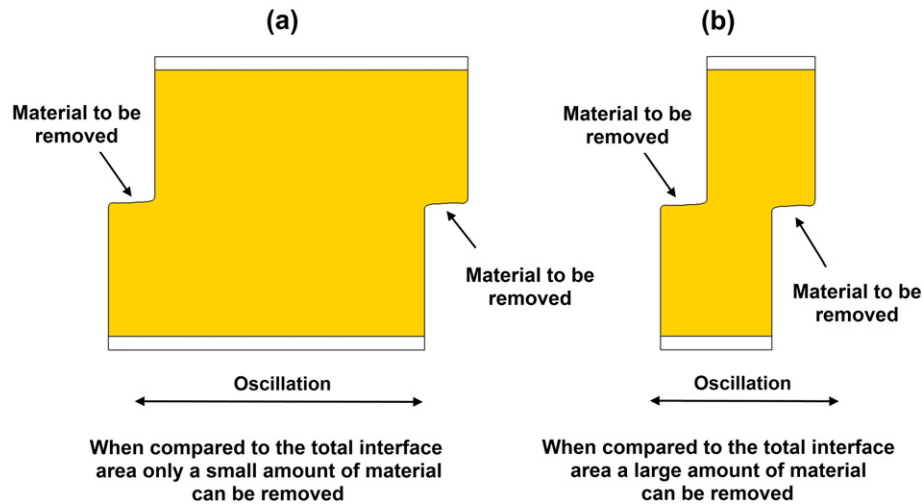 (a)
Material to be
removed
Material to be
removed
Oscillation
When compared to the total interface
area only a small amount of material
can be removed
(b)
Material to be
removed
Material to be
removed
Oscillation
When compared to the total interface
area a large amount of material
can be removed